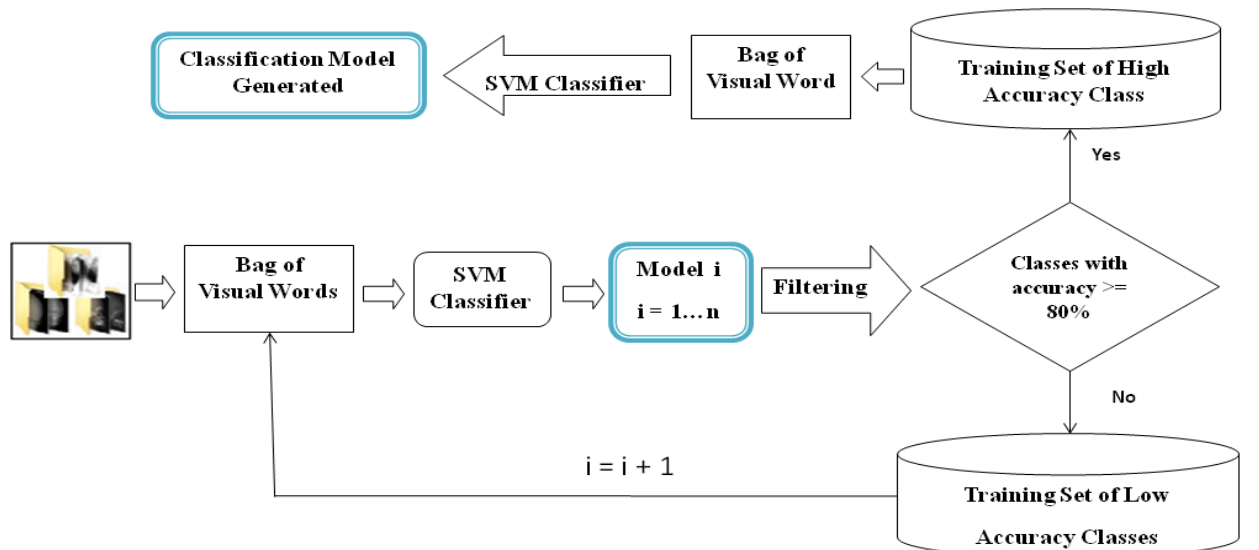 Classification Model
Generated
SVM Classifier
Bag of
Visual Word
Training Set of High
Accuracy Class
Yes
Bag of
Visual Words
SVM
Classifier
Model i
i = 1…n
Filtering
Classes with
accuracy >=
80%
No
i = i + 1
Training Set of Low
Accuracy Classes